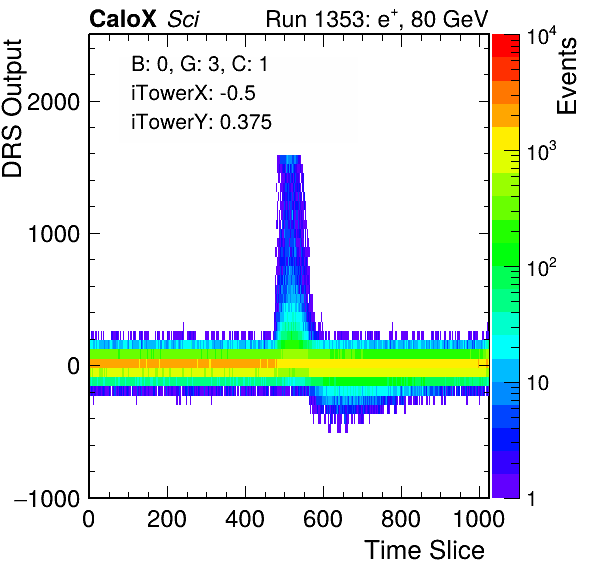 CaloX Sci
Run 1353: e⁺, 80 GeV
B: 0, G: 3, C: 1
iTowerX: -0.5
iTowerY: 0.375
DRS Output
2000
1000
0
−1000
0 200 400 600 800 1000
Time Slice
Events
10⁴
10³
10²
10
1